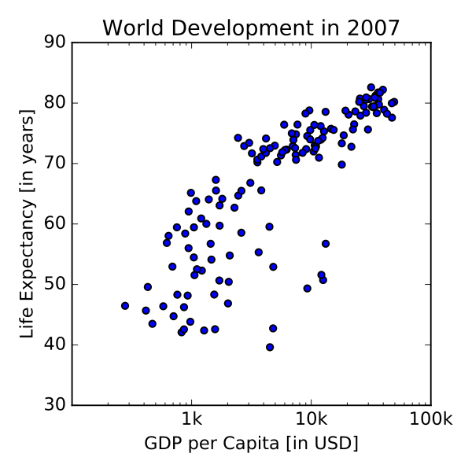 World Development in 2007
90
80
70
60
50
40
30
Life Expectancy [in years]
1k
10k
100k
GDP per Capita [in USD]